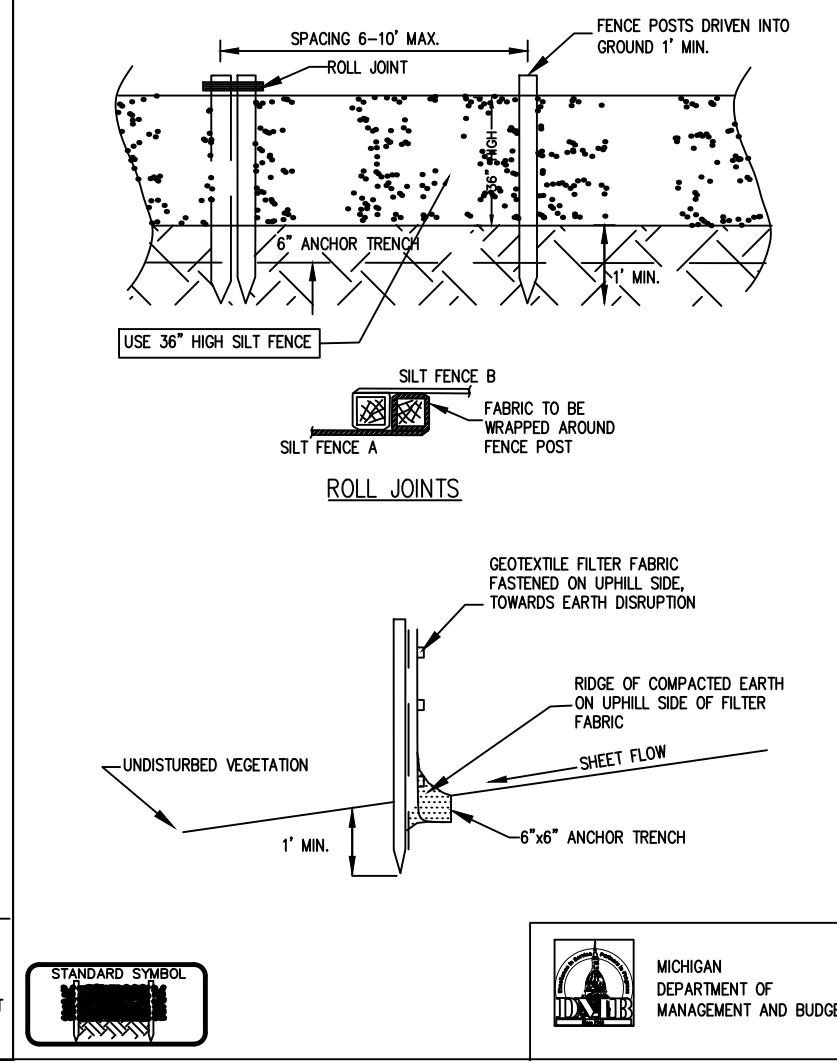 SPACING 6-10' MAX.
FENCE POSTS DRIVEN INTO
GROUND 1' MIN.
ROLL JOINT
36" HIGH
6" ANCHOR TRENCH
1' MIN.
USE 36" HIGH SILT FENCE
SILT FENCE B
FABRIC TO BE
WRAPPED AROUND
FENCE POST
SILT FENCE A
ROLL JOINTS
GEOTEXTILE FILTER FABRIC
FASTENED ON UPHILL SIDE,
TOWARDS EARTH DISRUPTION
RIDGE OF COMPACTED EARTH
ON UPHILL SIDE OF FILTER
FABRIC
SHEET FLOW
UNDISTURBED VEGETATION
1' MIN.
6"x6" ANCHOR TRENCH
STANDARD SYMBOL
T
DMB
MICHIGAN
DEPARTMENT OF
MANAGEMENT AND BUDGE